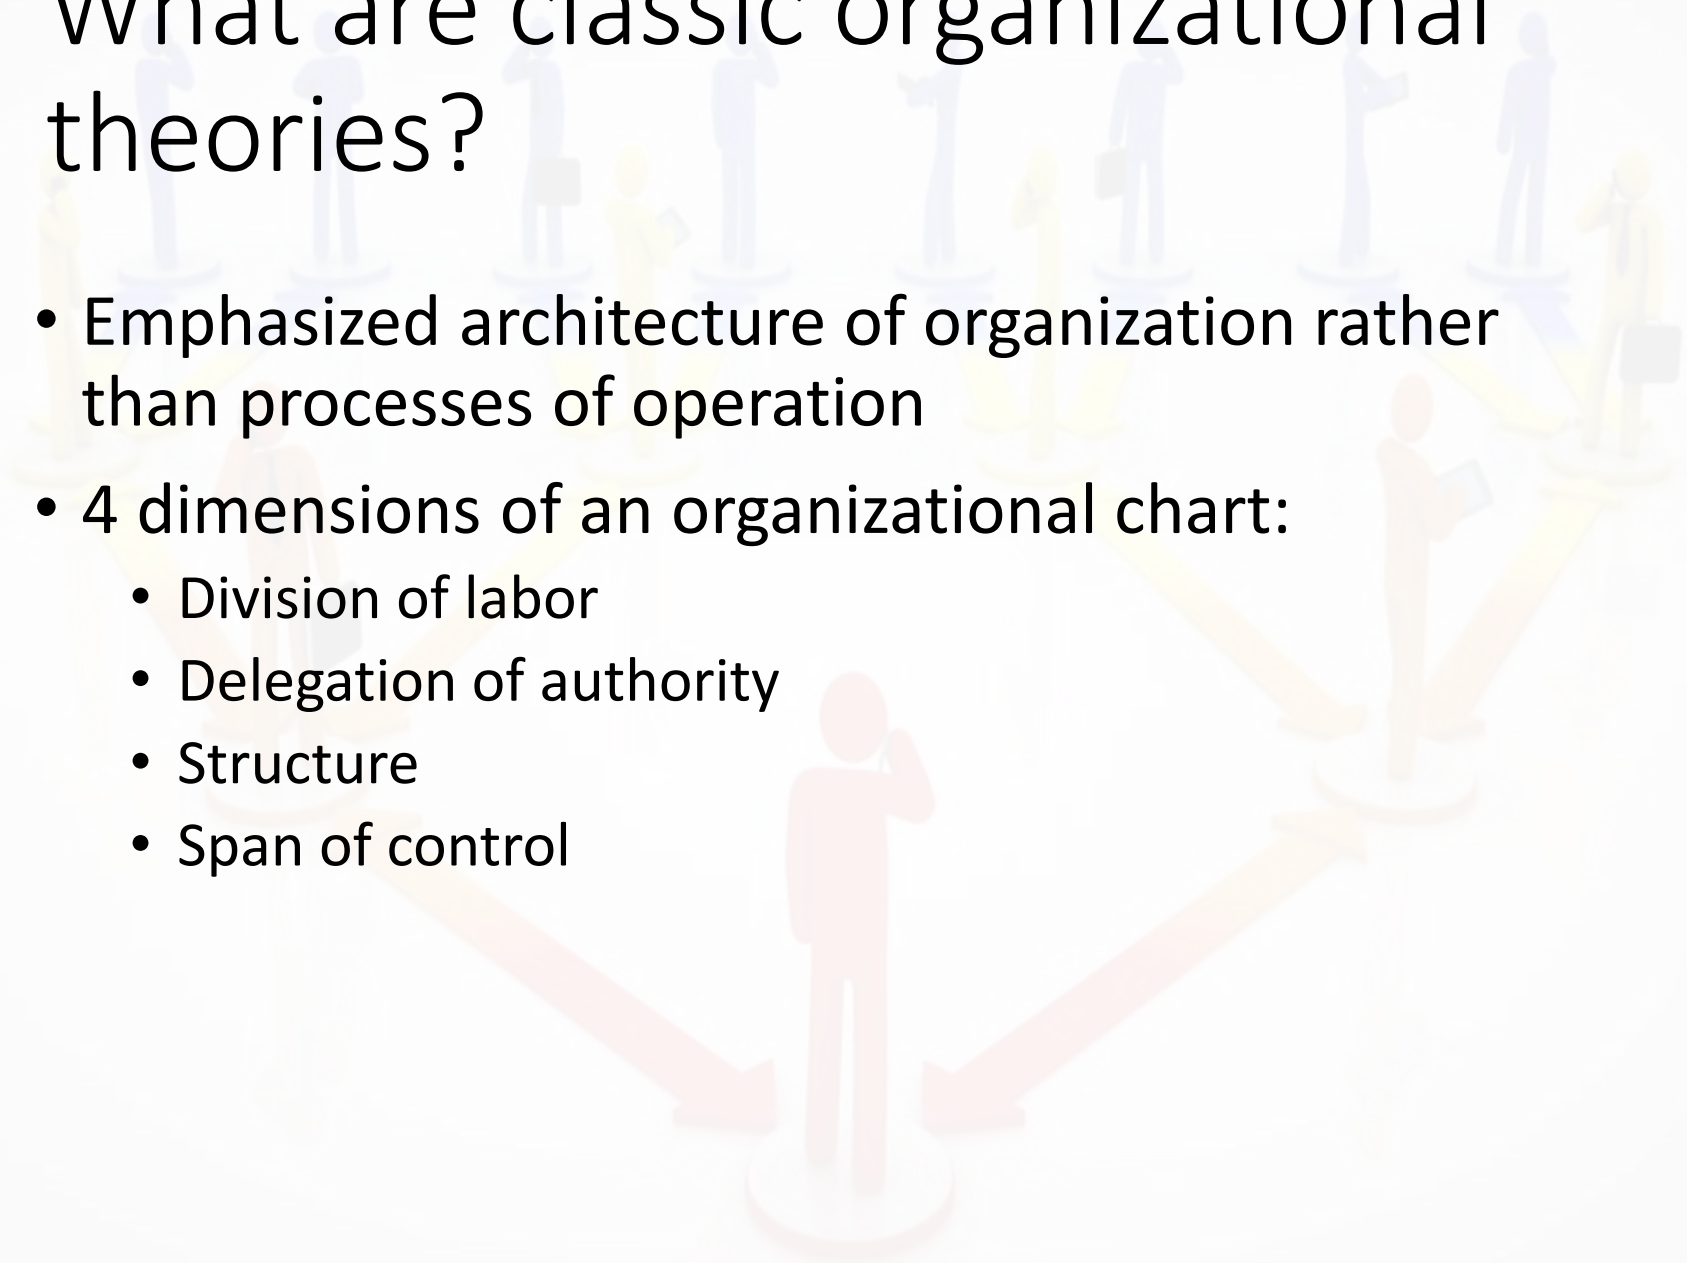 What are classic organizational
theories?
• Emphasized architecture of organization rather
than processes of operation
• 4 dimensions of an organizational chart:
• Division of labor
• Delegation of authority
• Structure
• Span of control